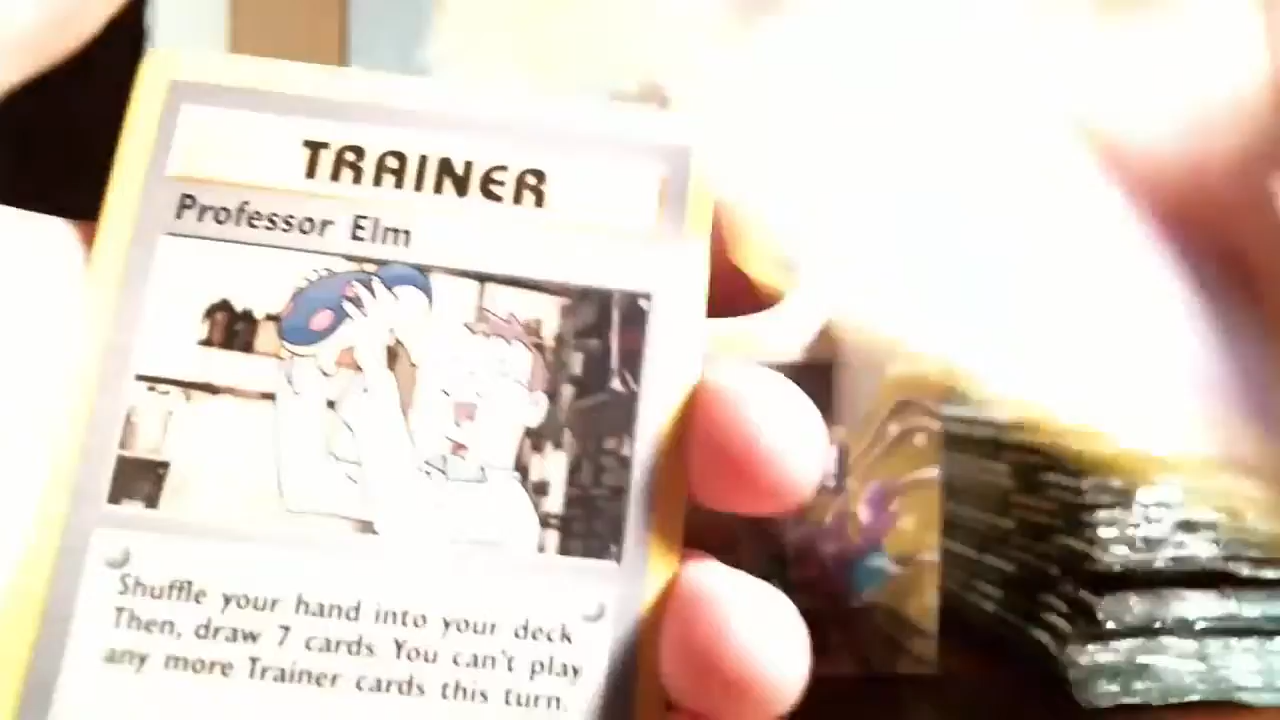 TRAINER
Professor Elm
Shuffle your hand into your deck
Then, draw 7 cards. You can't play
any more Trainer cards this turn.